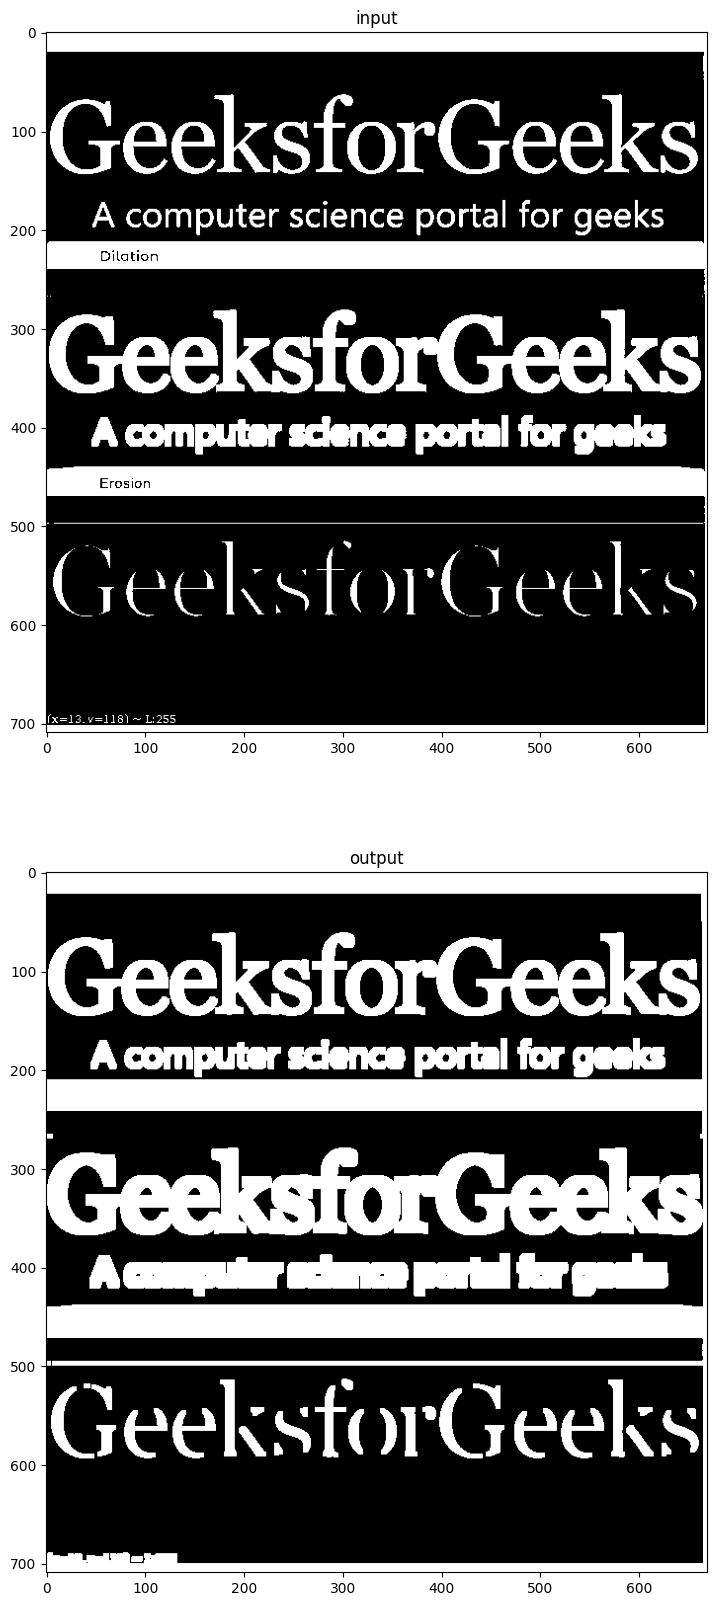 input
0
GeeksforGeeks
100
A computer science portal for geeks
200
Dilation
GeeksforGeeks
300
A computer science portal for geeks
400
Erosion
500
GeeksforGeeks
600
(x=13, y=118) ~ L:255
700
0 100 200 300 400 500 600
output
0
GeeksforGeeks
100
A computer science portal for geeks
200
GeeksforGeeks
300
A computer science portal for geeks
400
500
GeeksforGeeks
600
700
0 100 200 300 400 500 600